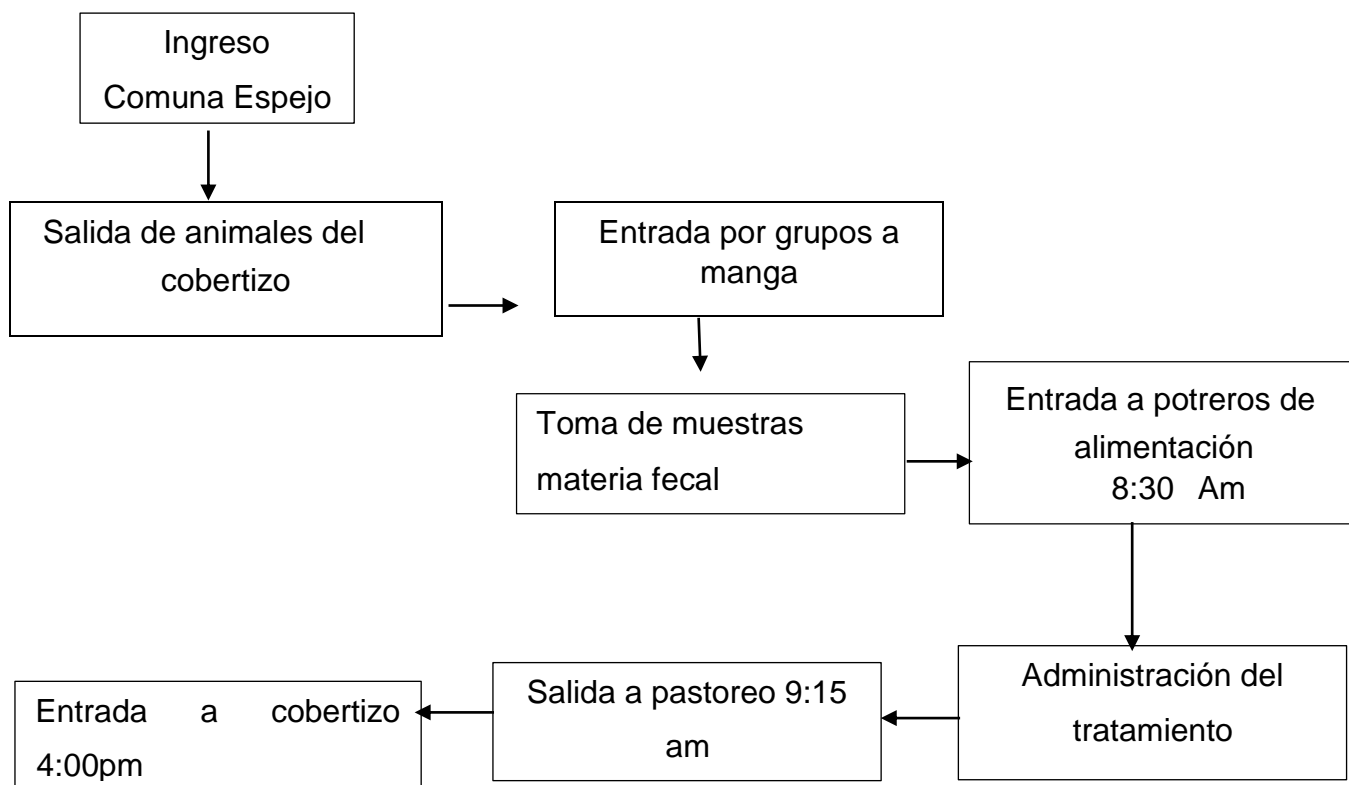 Ingreso
Comuna Espejo
Salida de animales del
cobertizo
Entrada por grupos a
manga
Toma de muestras
materia fecal
Entrada a potreros de
alimentación
8:30 Am
Administración del
tratamiento
Salida a pastoreo 9:15
am
Entrada a cobertizo
4:00pm